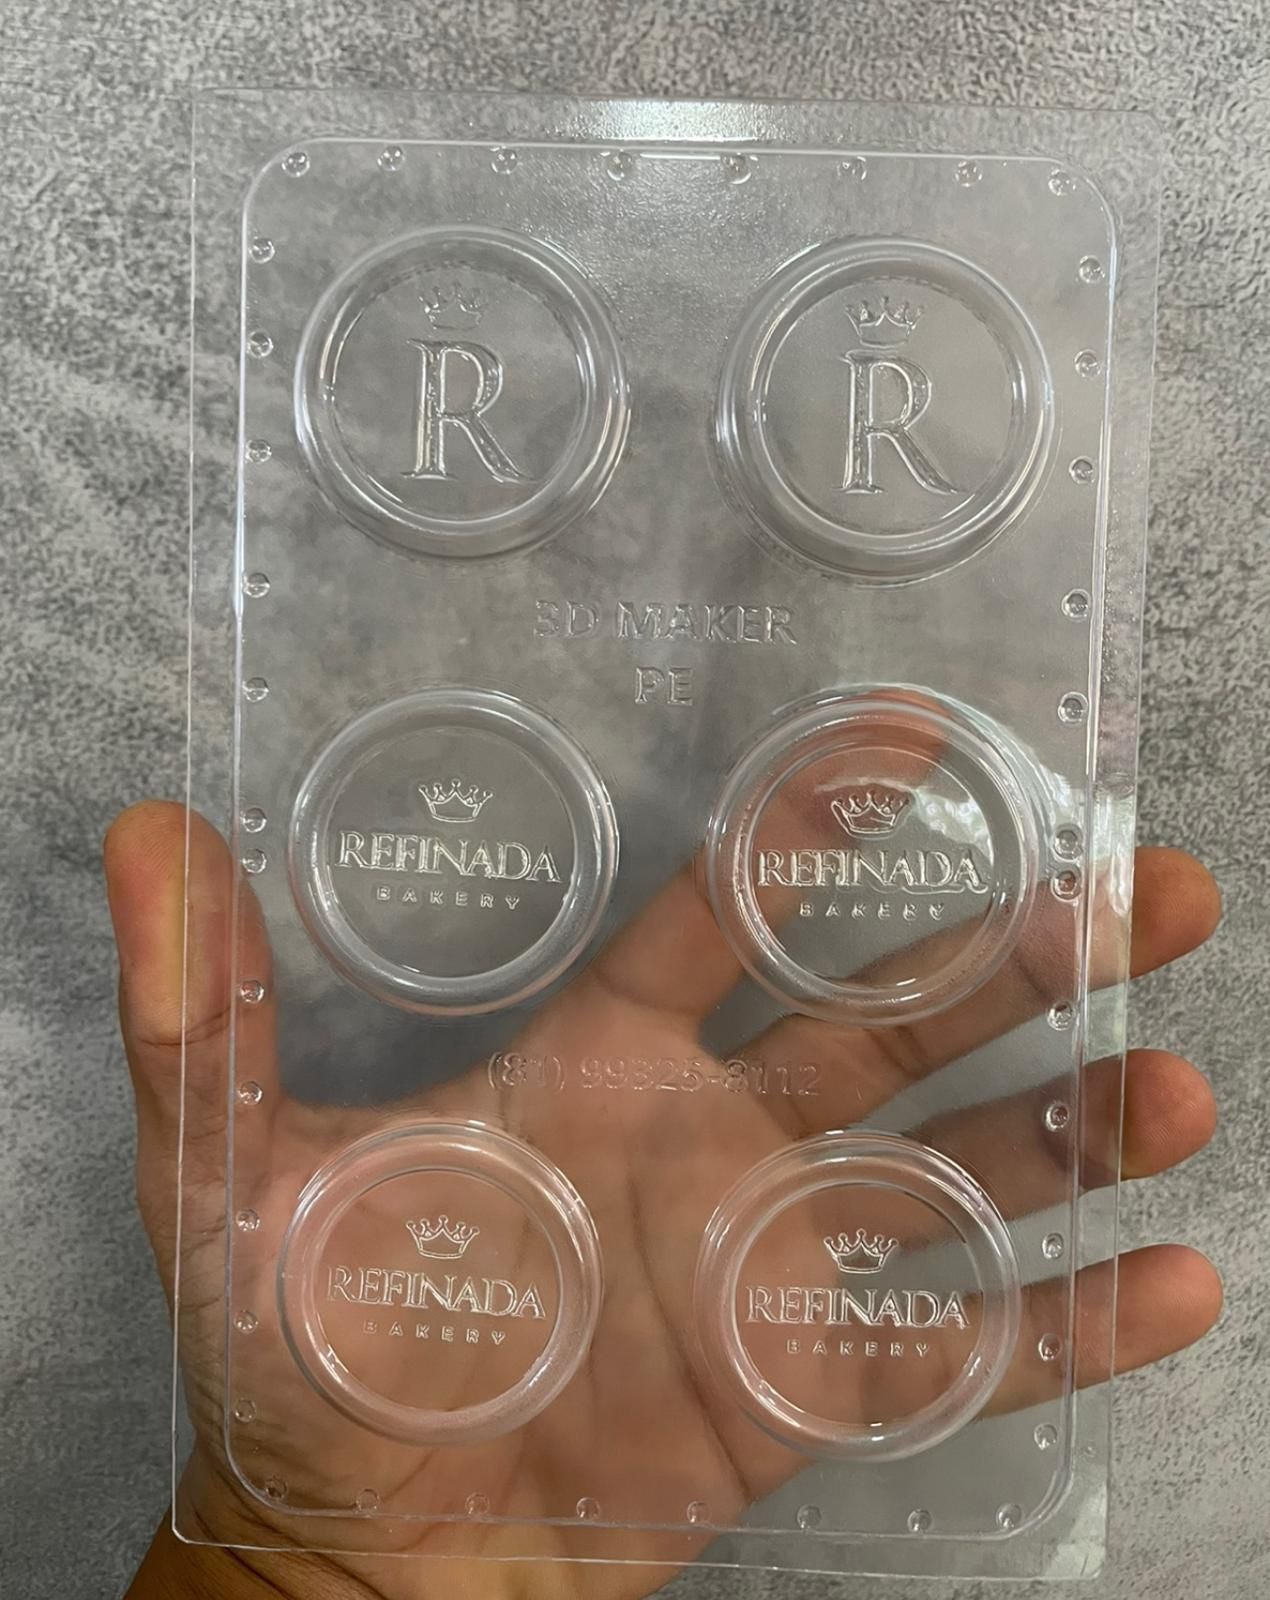 R
R
3D MAKER
PE
REFINADA
BAKERY
REFINADA
BAKERY
(81) 99325-8112
REFINADA
BAKERY
REFINADA
BAKERY